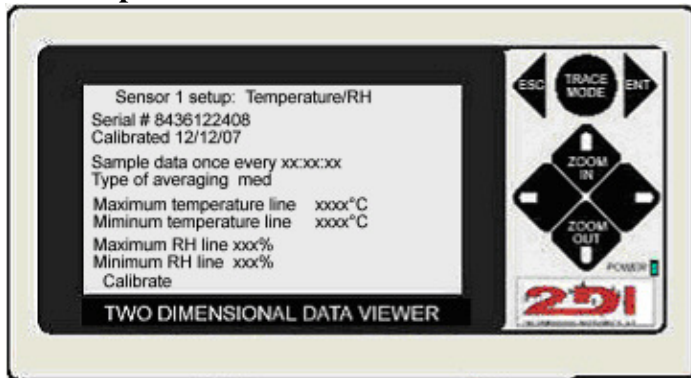 Sensor 1 setup: Temperature/RH
Serial # 8436122408
Calibrated 12/12/07
Sample data once every xx:xx:xx
Type of averaging med
Maximum temperature line xxxx°C
Miminum temperature line xxxx°C
Maximum RH line xxx%
Minimum RH line xxx%
Calibrate
TWO DIMENSIONAL DATA VIEWER
ESC
TRACE
MODE
ENT
ZOOM
IN
ZOOM
OUT
POWER
2DI